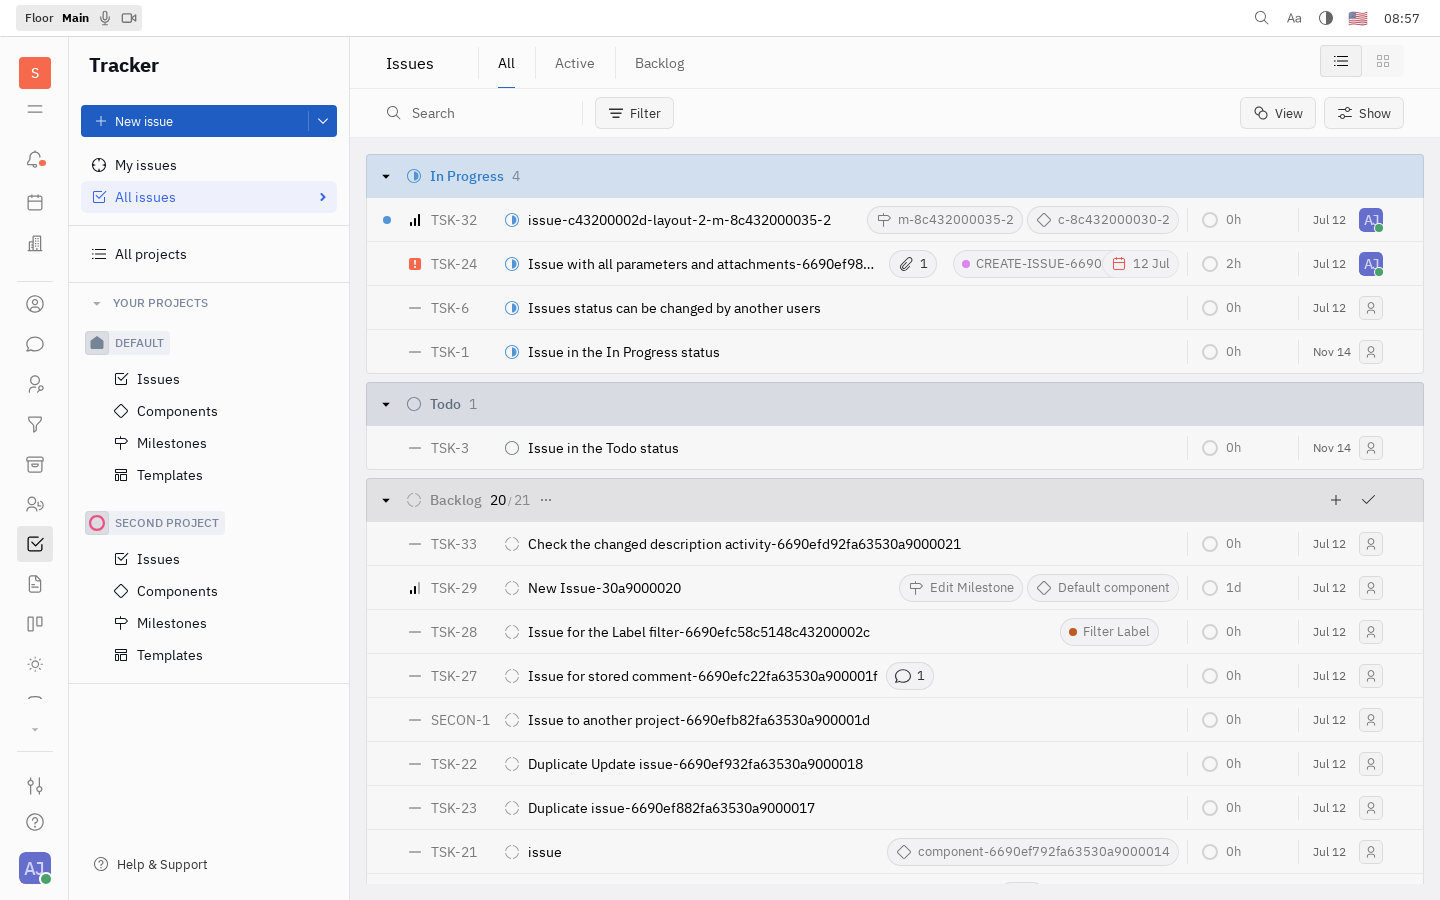 Floor Main
Aa
08:57
S
Tracker
New issue
My issues
All issues
All projects
YOUR PROJECTS
DEFAULT
Issues
Components
Milestones
Templates
SECOND PROJECT
Issues
Components
Milestones
Templates
Help & Support
AJ
Issues All Active Backlog
Search Filter View Show
In Progress 4
TSK-32 issue-c43200002d-layout-2-m-8c432000035-2 m-8c432000035-2 c-8c432000030-2 0h Jul 12 AJ
TSK-24 Issue with all parameters and attachments-6690ef98... 1 CREATE-ISSUE-6690 12 Jul 2h Jul 12 AJ
TSK-6 Issues status can be changed by another users 0h Jul 12
TSK-1 Issue in the In Progress status 0h Nov 14
Todo 1
TSK-3 Issue in the Todo status 0h Nov 14
Backlog 20/21 ...
TSK-33 Check the changed description activity-6690efd92fa63530a9000021 0h Jul 12
TSK-29 New Issue-30a9000020 Edit Milestone Default component 1d Jul 12
TSK-28 Issue for the Label filter-6690efc58c5148c43200002c Filter Label 0h Jul 12
TSK-27 Issue for stored comment-6690efc22fa63530a900001f 1 0h Jul 12
SECON-1 Issue to another project-6690efb82fa63530a900001d 0h Jul 12
TSK-22 Duplicate Update issue-6690ef932fa63530a9000018 0h Jul 12
TSK-23 Duplicate issue-6690ef882fa63530a9000017 0h Jul 12
TSK-21 issue component-6690ef792fa63530a9000014 0h Jul 12